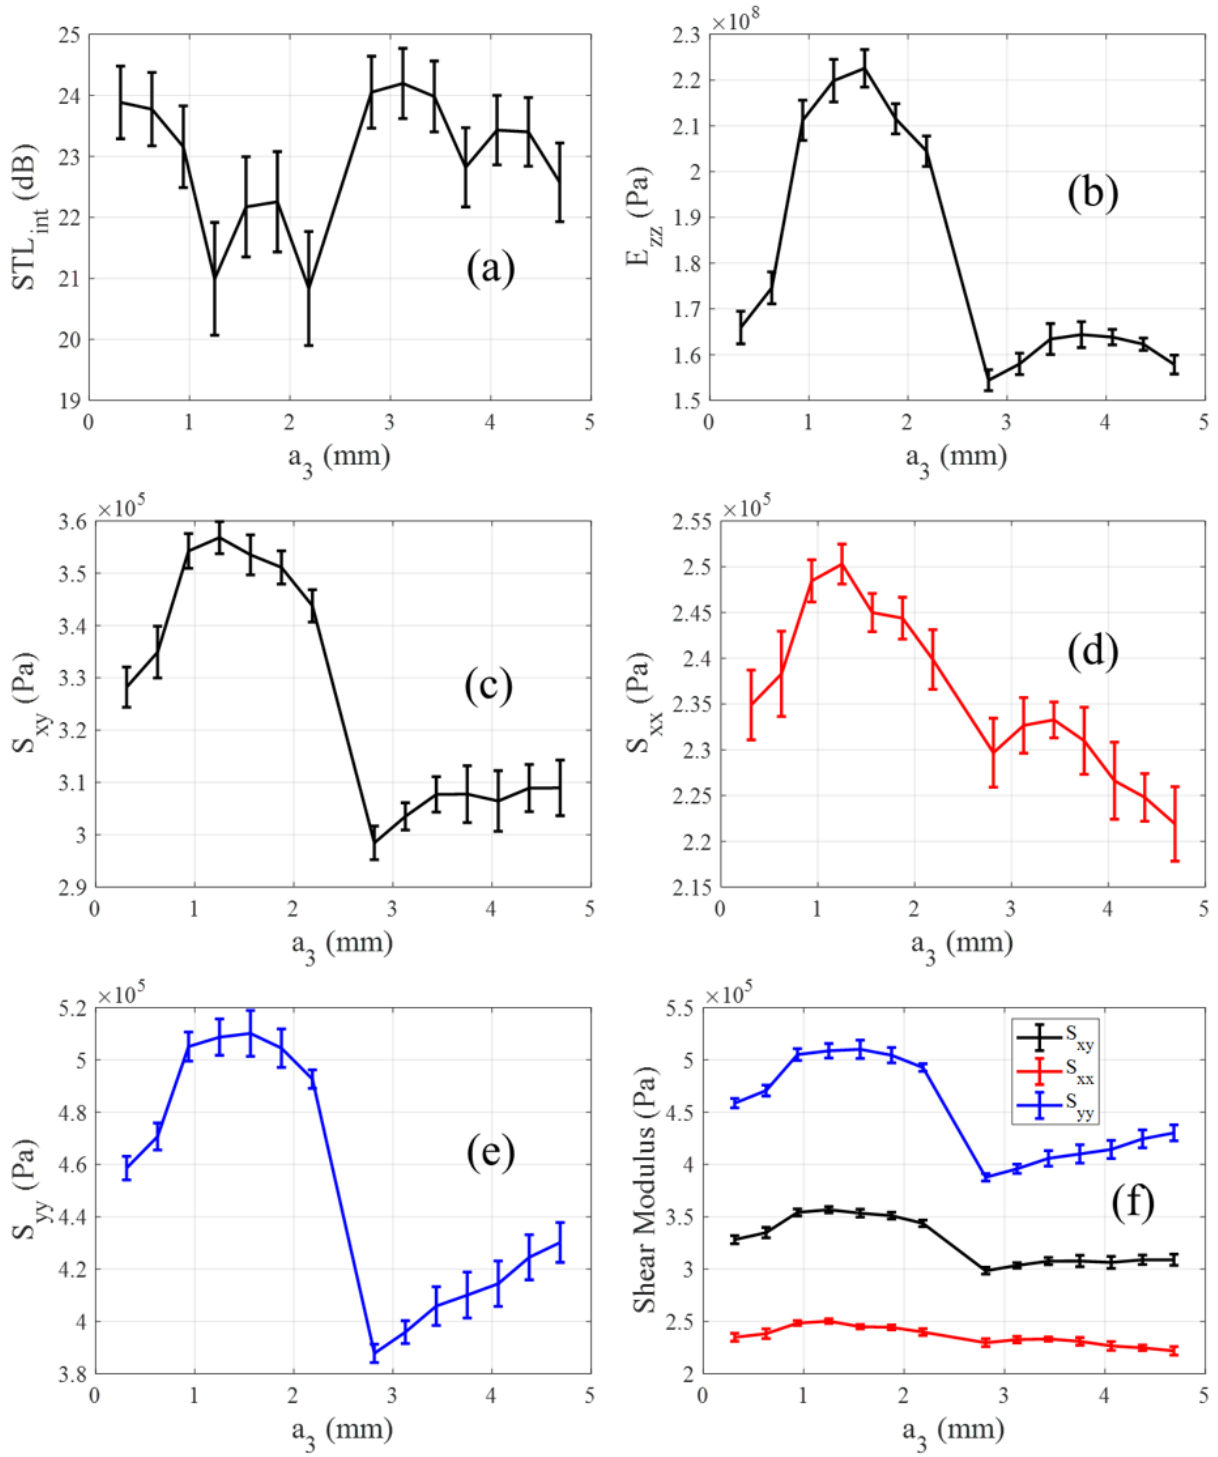 25
24
23
22
21
20
19
0 1 2 3 4 5
STL_int (dB)
a_3 (mm)
(a)
×10^8
2.3
2.2
2.1
2
1.9
1.8
1.7
1.6
1.5
0 1 2 3 4 5
E_zz (Pa)
a_3 (mm)
(b)
×10^5
3.6
3.5
3.4
3.3
3.2
3.1
3
2.9
0 1 2 3 4 5
S_xy (Pa)
a_3 (mm)
(c)
×10^5
2.55
2.5
2.45
2.4
2.35
2.3
2.25
2.2
2.15
0 1 2 3 4 5
S_xx (Pa)
a_3 (mm)
(d)
×10^5
5.2
5
4.8
4.6
4.4
4.2
4
3.8
0 1 2 3 4 5
S_yy (Pa)
a_3 (mm)
(e)
×10^5
5.5
5
4.5
4
3.5
3
2.5
2
0 1 2 3 4 5
Shear Modulus (Pa)
a_3 (mm)
S_xy
S_xx
S_yy
(f)